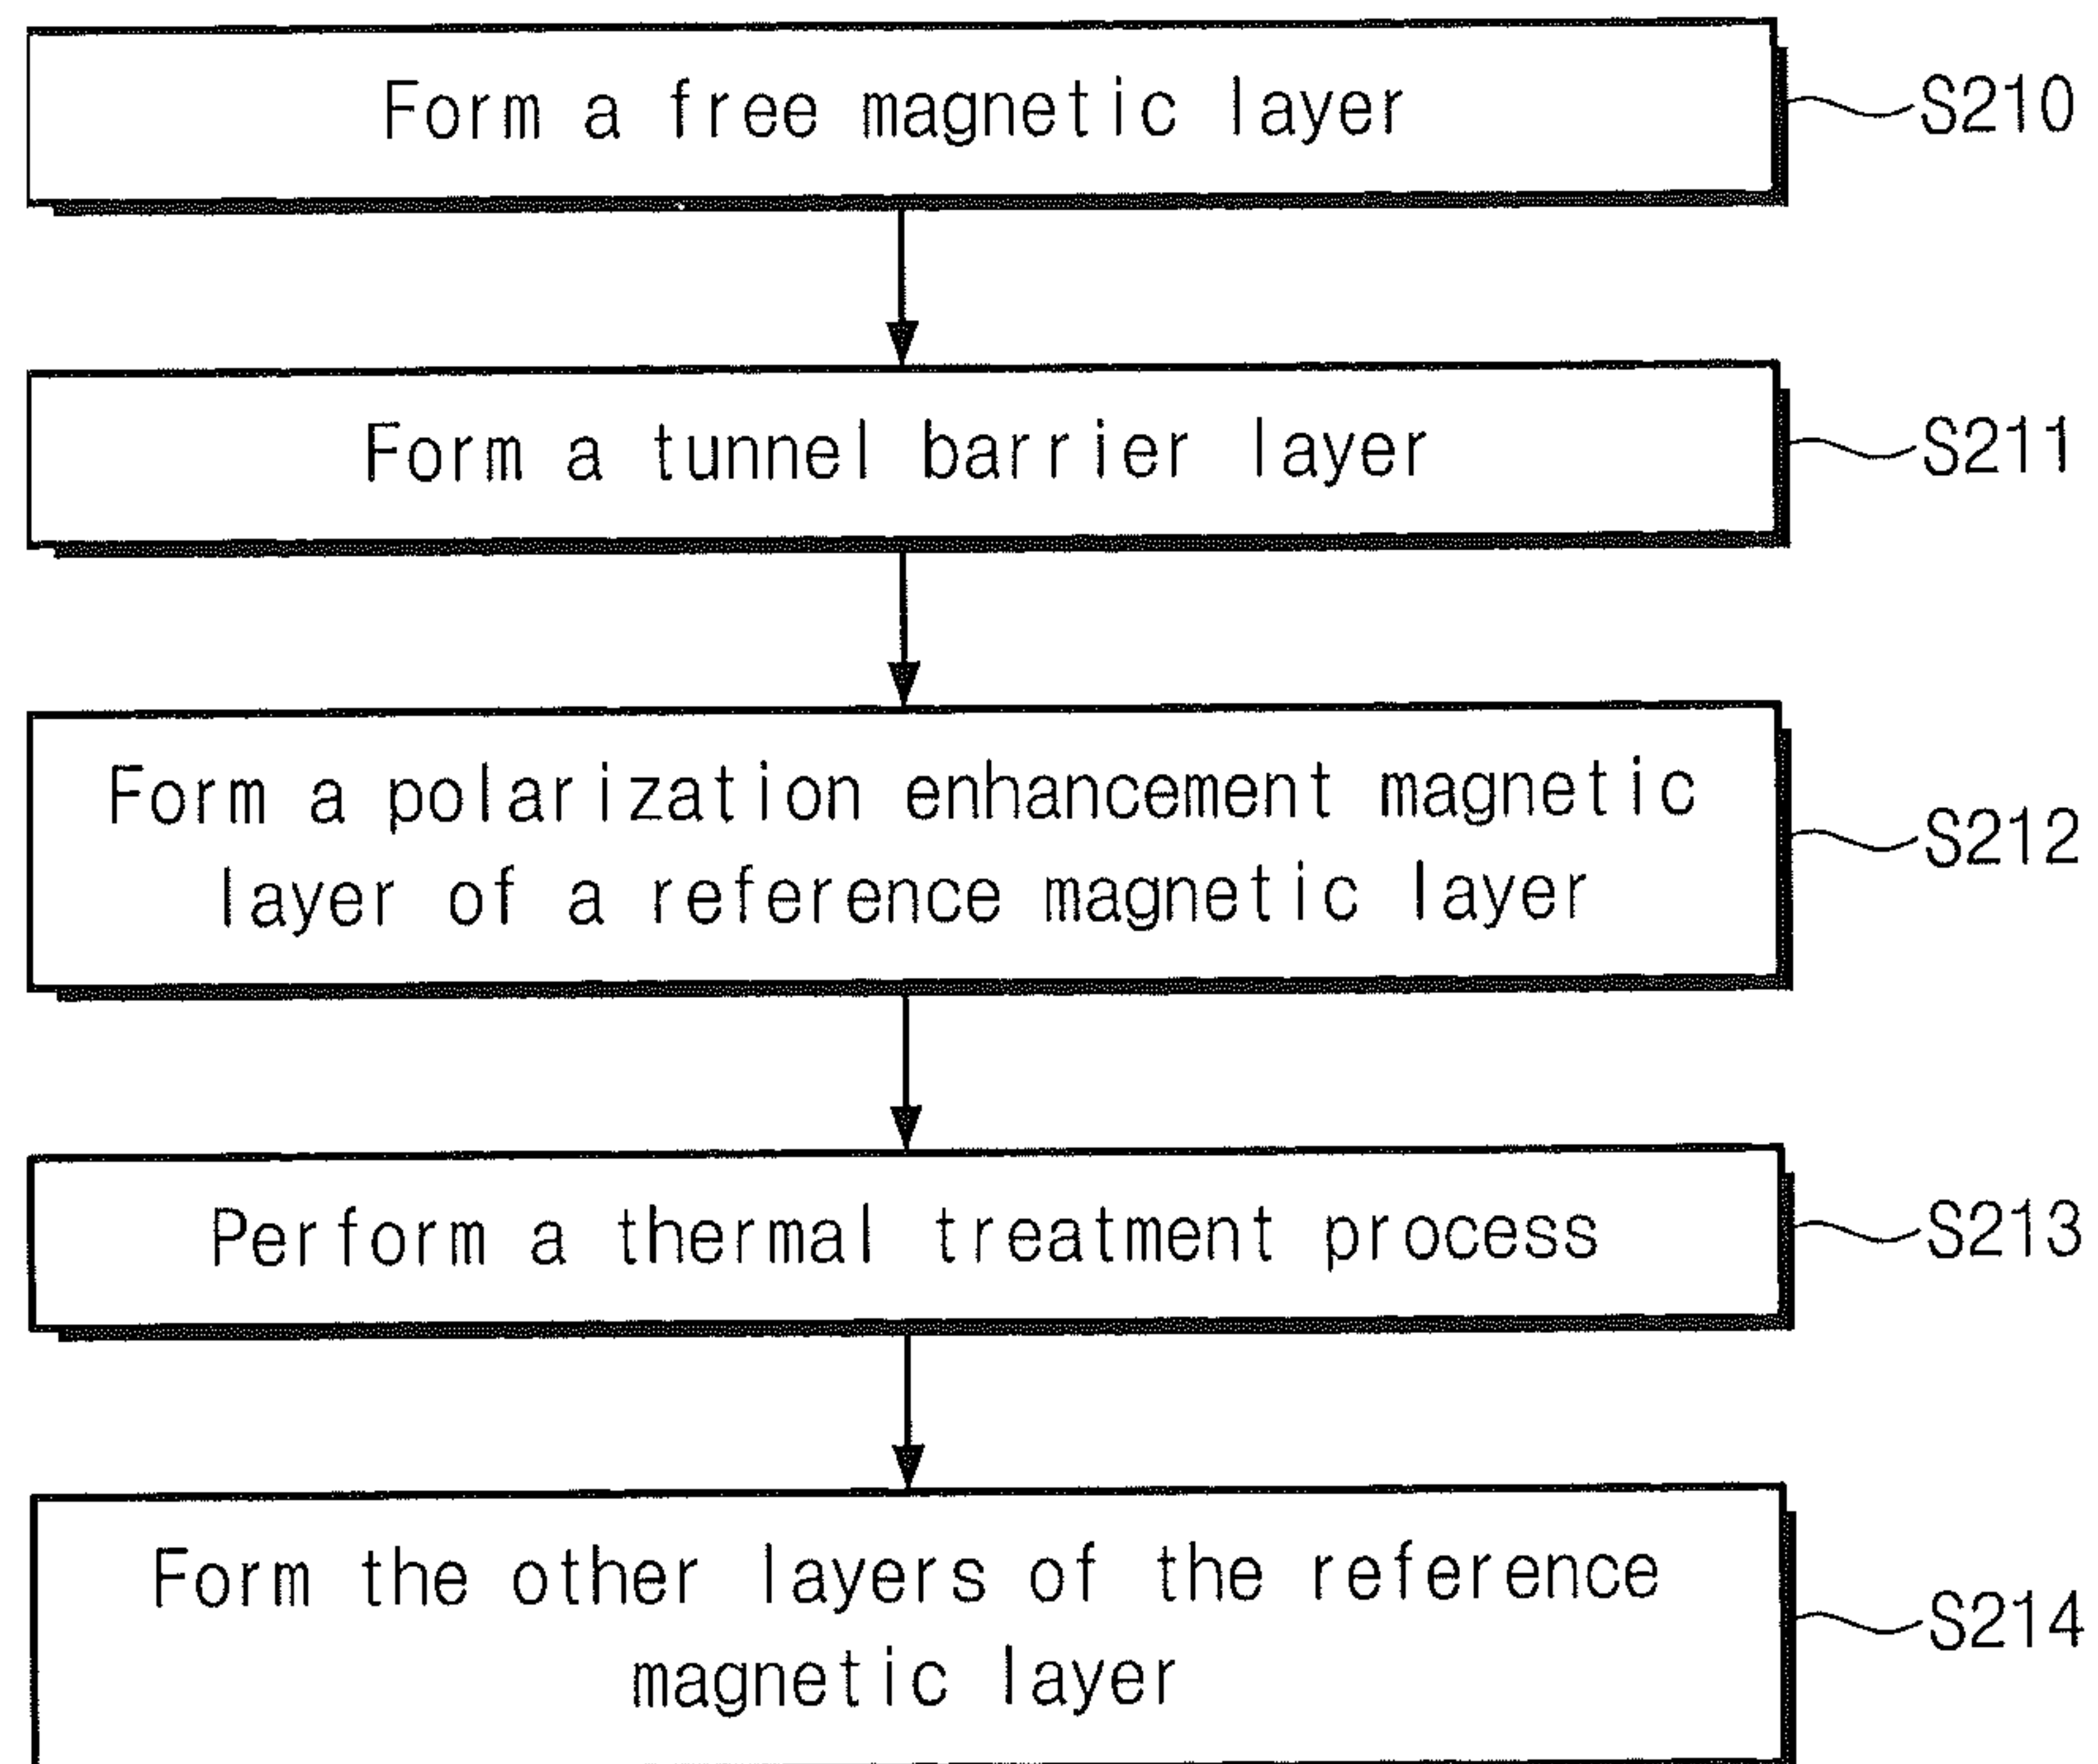 Form a free magnetic layer
S210
Form a tunnel barrier layer
S211
Form a polarization enhancement magnetic
layer of a reference magnetic layer
S212
Perform a thermal treatment process
S213
Form the other layers of the reference
magnetic layer
S214